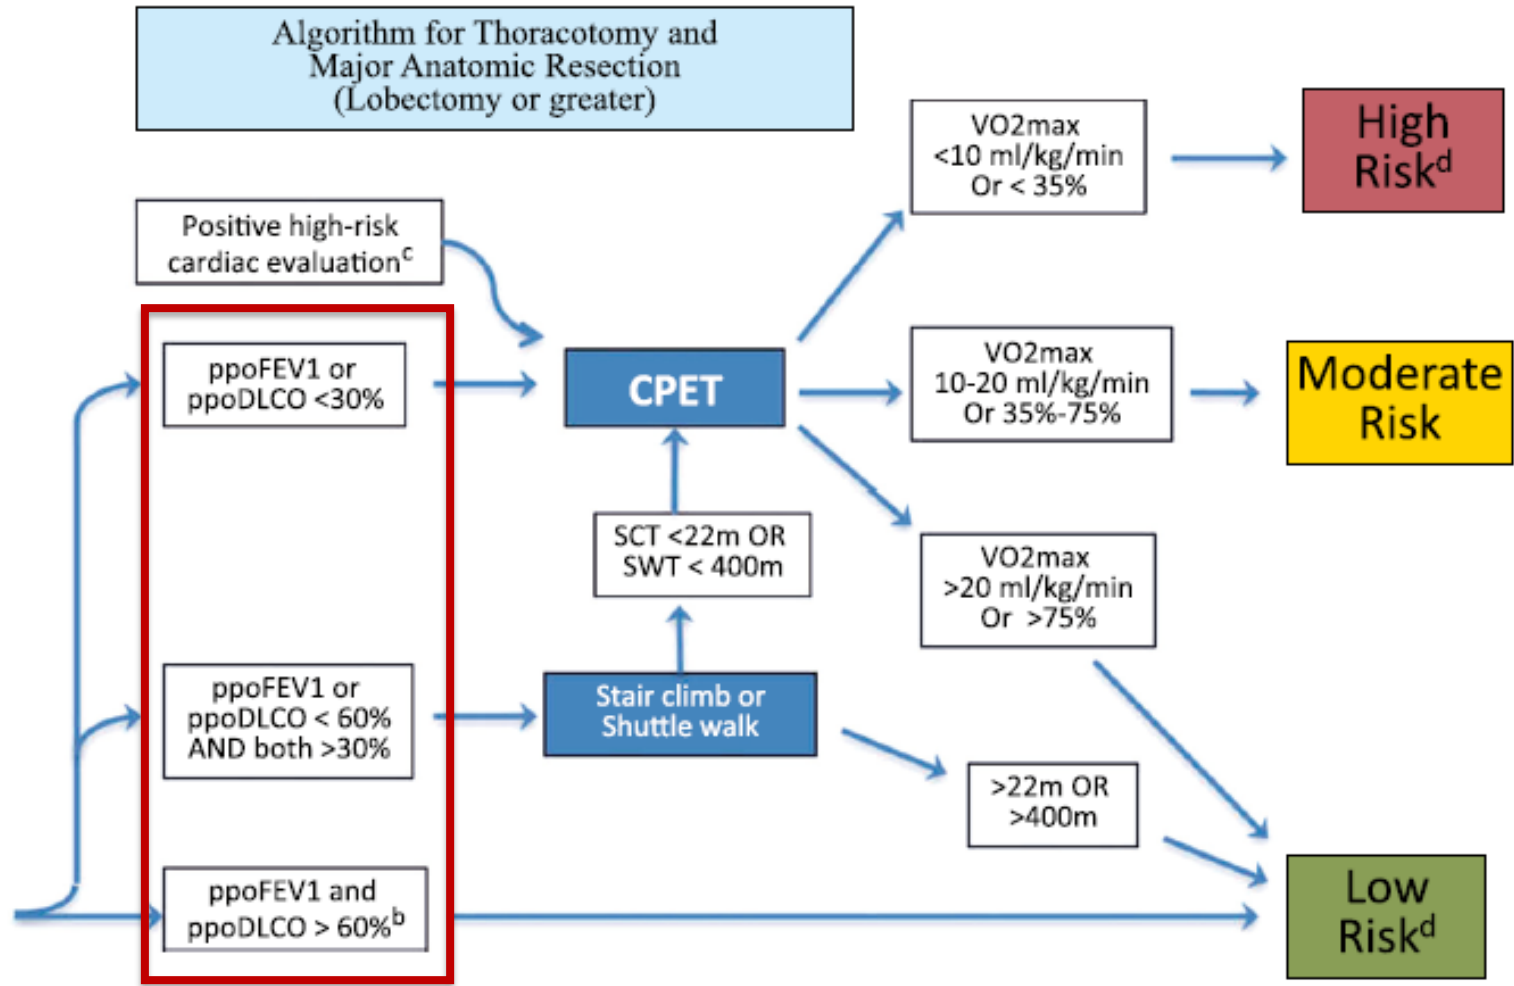 Algorithm for Thoracotomy and
Major Anatomic Resection
(Lobectomy or greater)
Positive high-risk
cardiac evaluationc
ppoFEV1 or
ppoDLCO <30%
ppoFEV1 or
ppoDLCO < 60%
AND both >30%
ppoFEV1 and
ppoDLCO > 60%b
CPET
SCT <22m OR
SWT < 400m
Stair climb or
Shuttle walk
VO2max
<10 ml/kg/min
Or < 35%
VO2max
10-20 ml/kg/min
Or 35%-75%
VO2max
>20 ml/kg/min
Or >75%
>22m OR
>400m
High
Riskd
Moderate
Risk
Low
Riskd